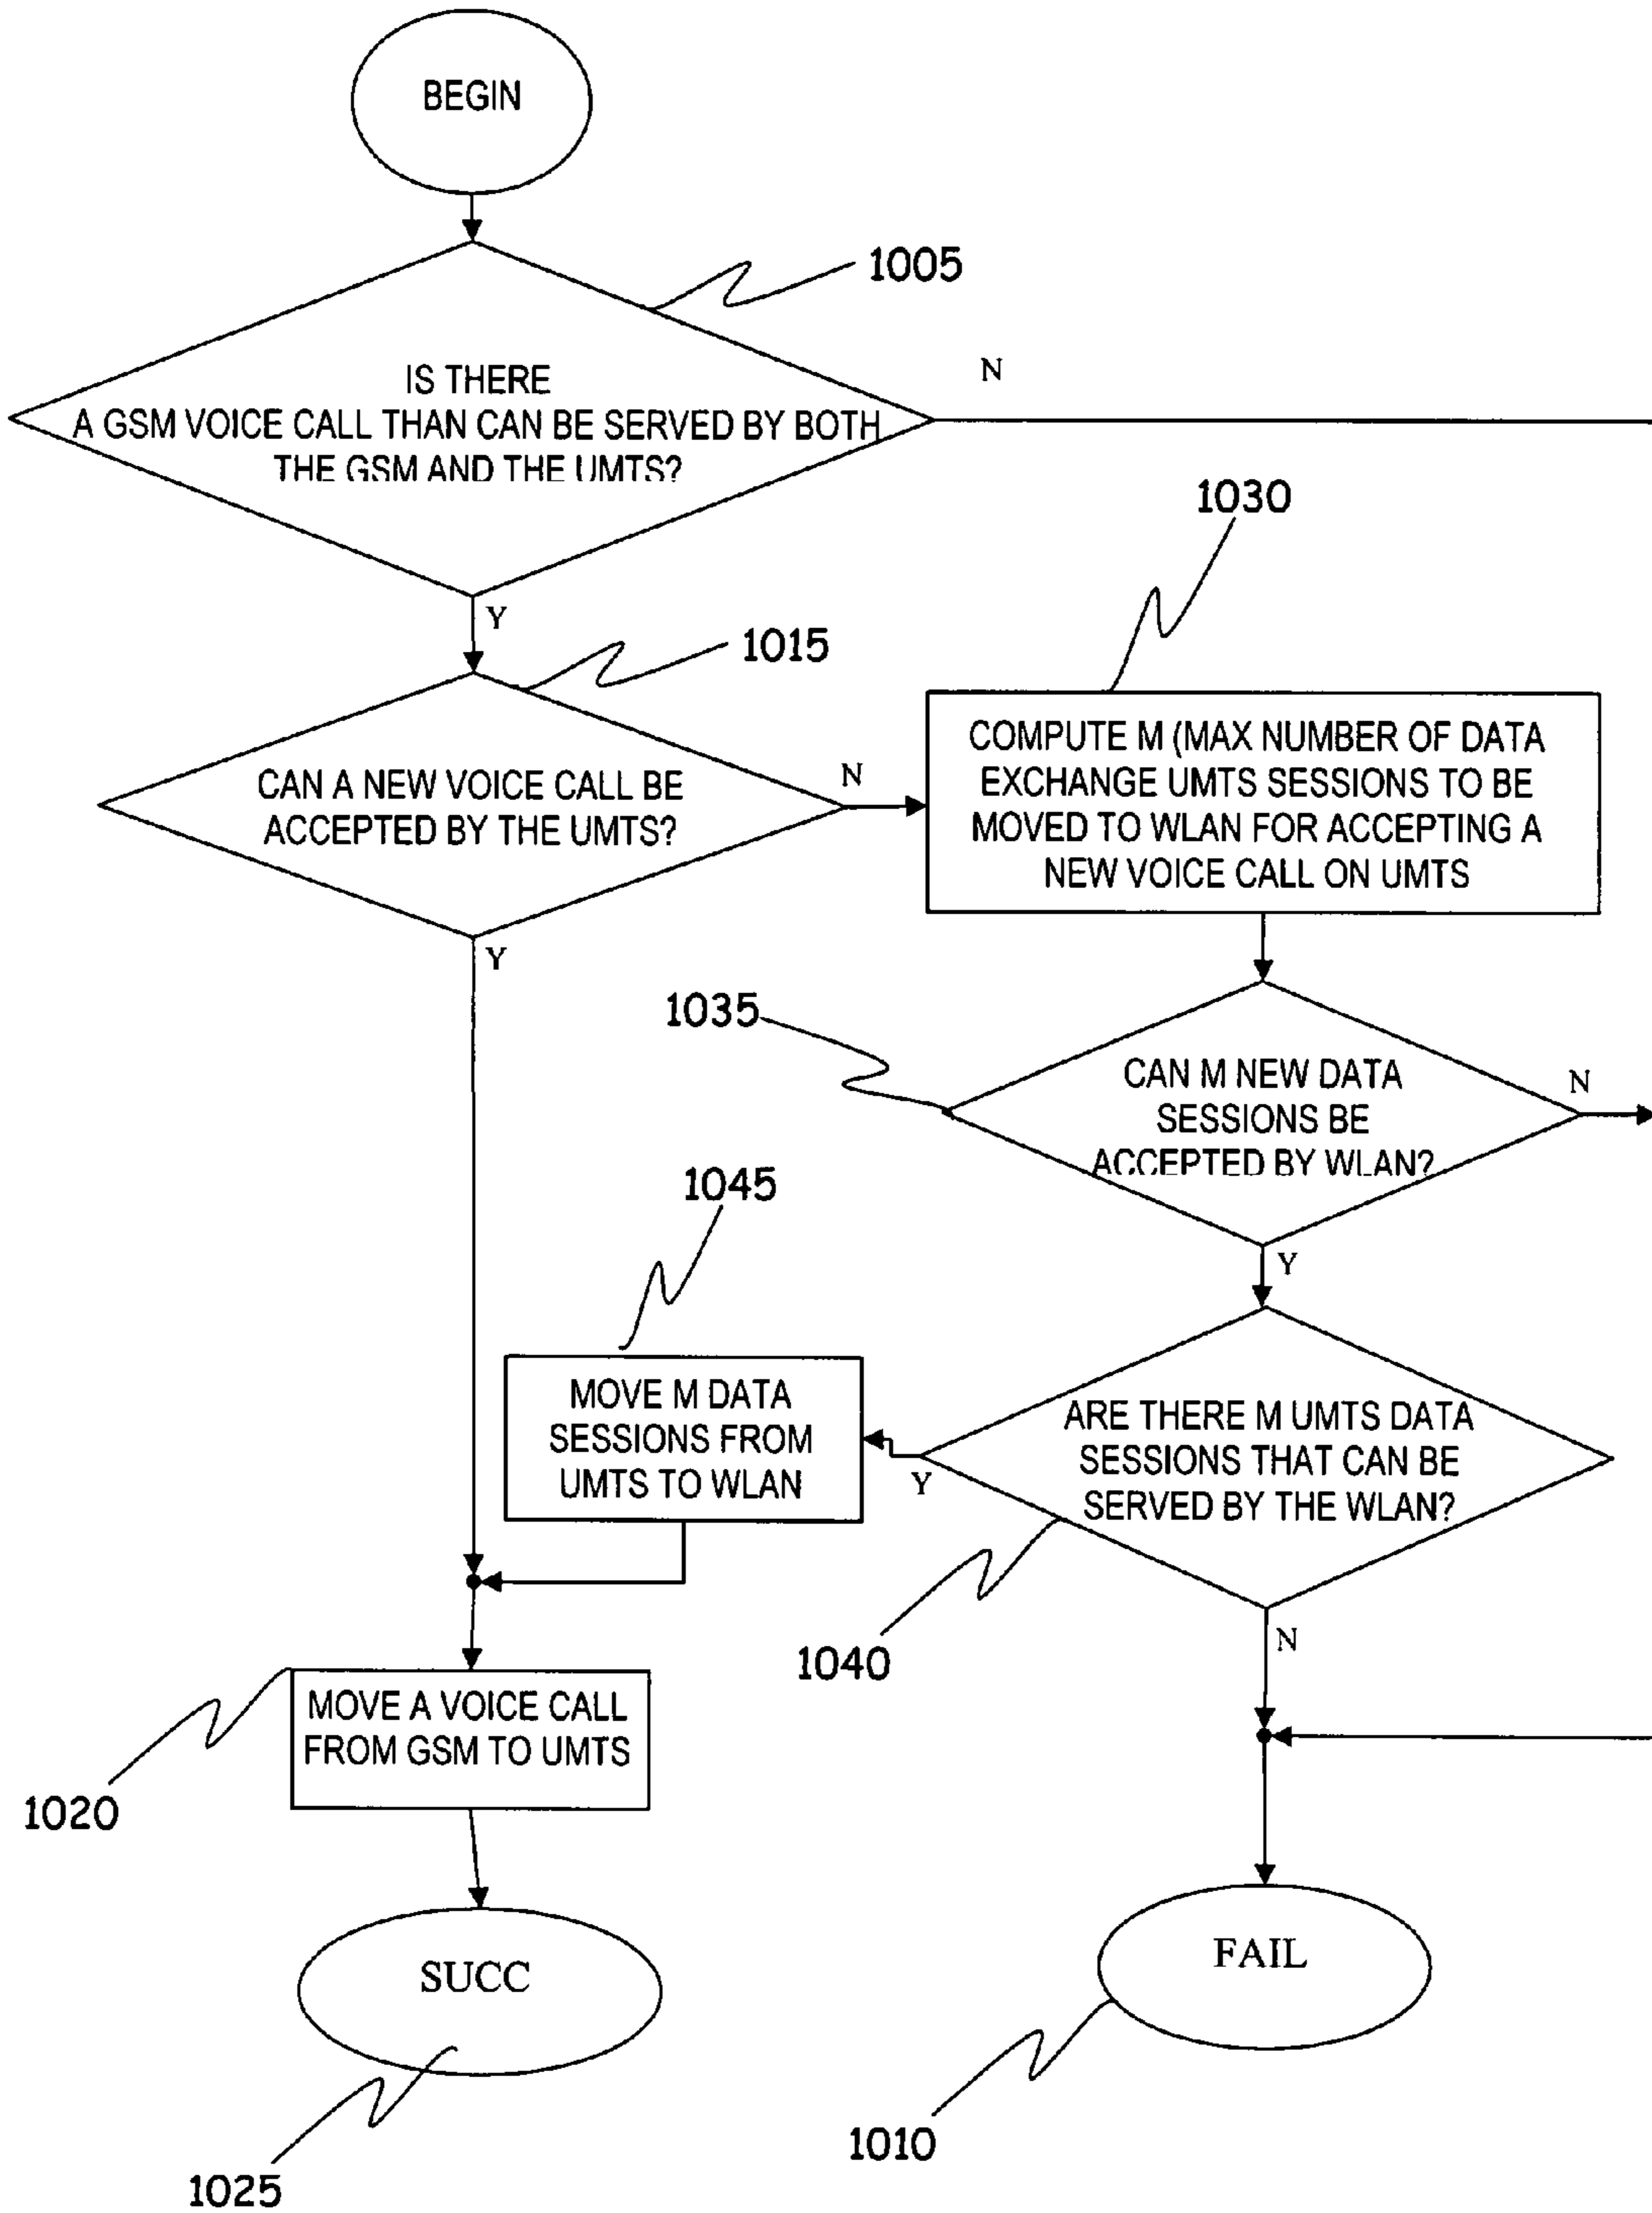 BEGIN
1005
IS THERE
A GSM VOICE CALL THAN CAN BE SERVED BY BOTH
THE GSM AND THE UMTS?
N
Y
1030
1015
CAN A NEW VOICE CALL BE
ACCEPTED BY THE UMTS?
N
Y
COMPUTE M (MAX NUMBER OF DATA
EXCHANGE UMTS SESSIONS TO BE
MOVED TO WLAN FOR ACCEPTING A
NEW VOICE CALL ON UMTS
1035
CAN M NEW DATA
SESSIONS BE
ACCEPTED BY WLAN?
N
Y
1045
MOVE M DATA
SESSIONS FROM
UMTS TO WLAN
ARE THERE M UMTS DATA
SESSIONS THAT CAN BE
SERVED BY THE WLAN?
Y
N
1040
MOVE A VOICE CALL
FROM GSM TO UMTS
1020
SUCC
FAIL
1025
1010